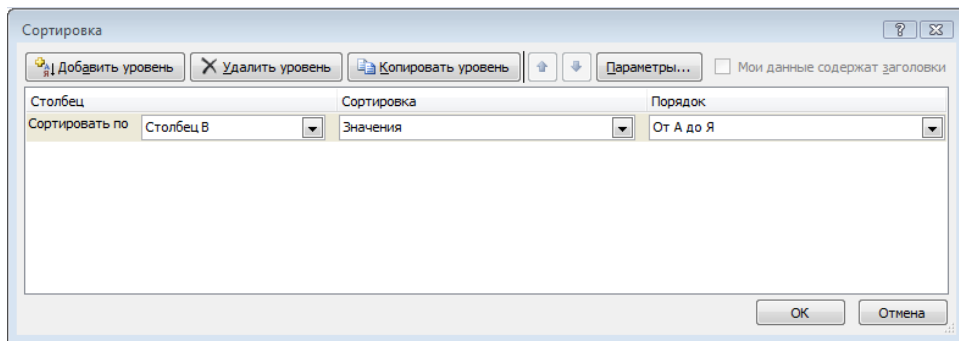 Сортировка
Добавить уровень Удалить уровень Копировать уровень Параметры... Мои данные содержат заголовки
Столбец Сортировка Порядок
Сортировать по Столбец B Значения От А до Я
ОК Отмена